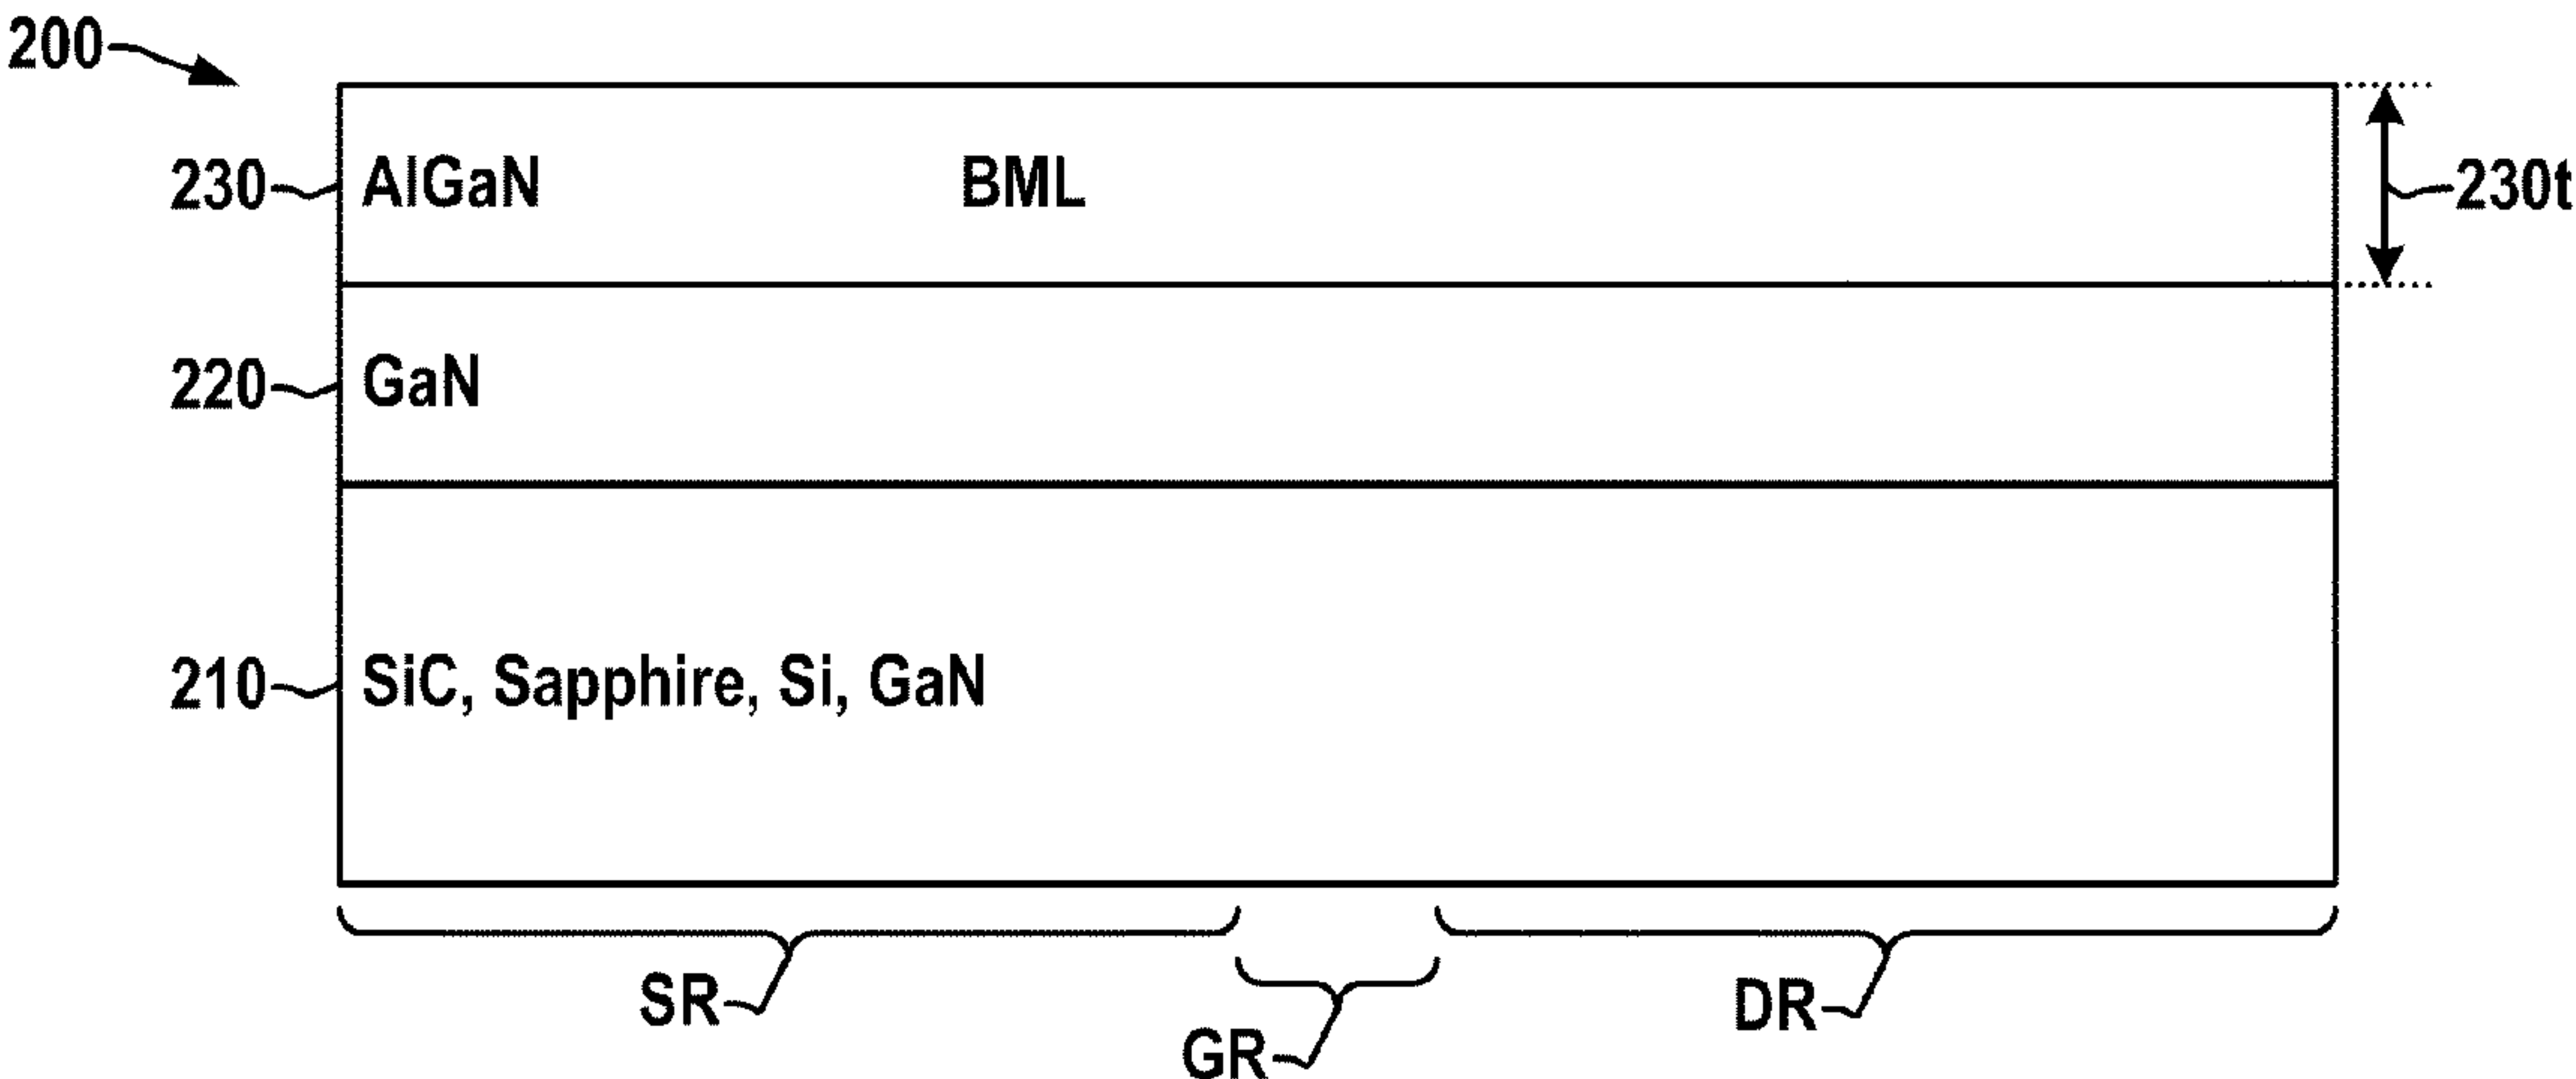 200
230 AlGaN BML 230t
220 GaN
210 SiC, Sapphire, Si, GaN
SR GR DR